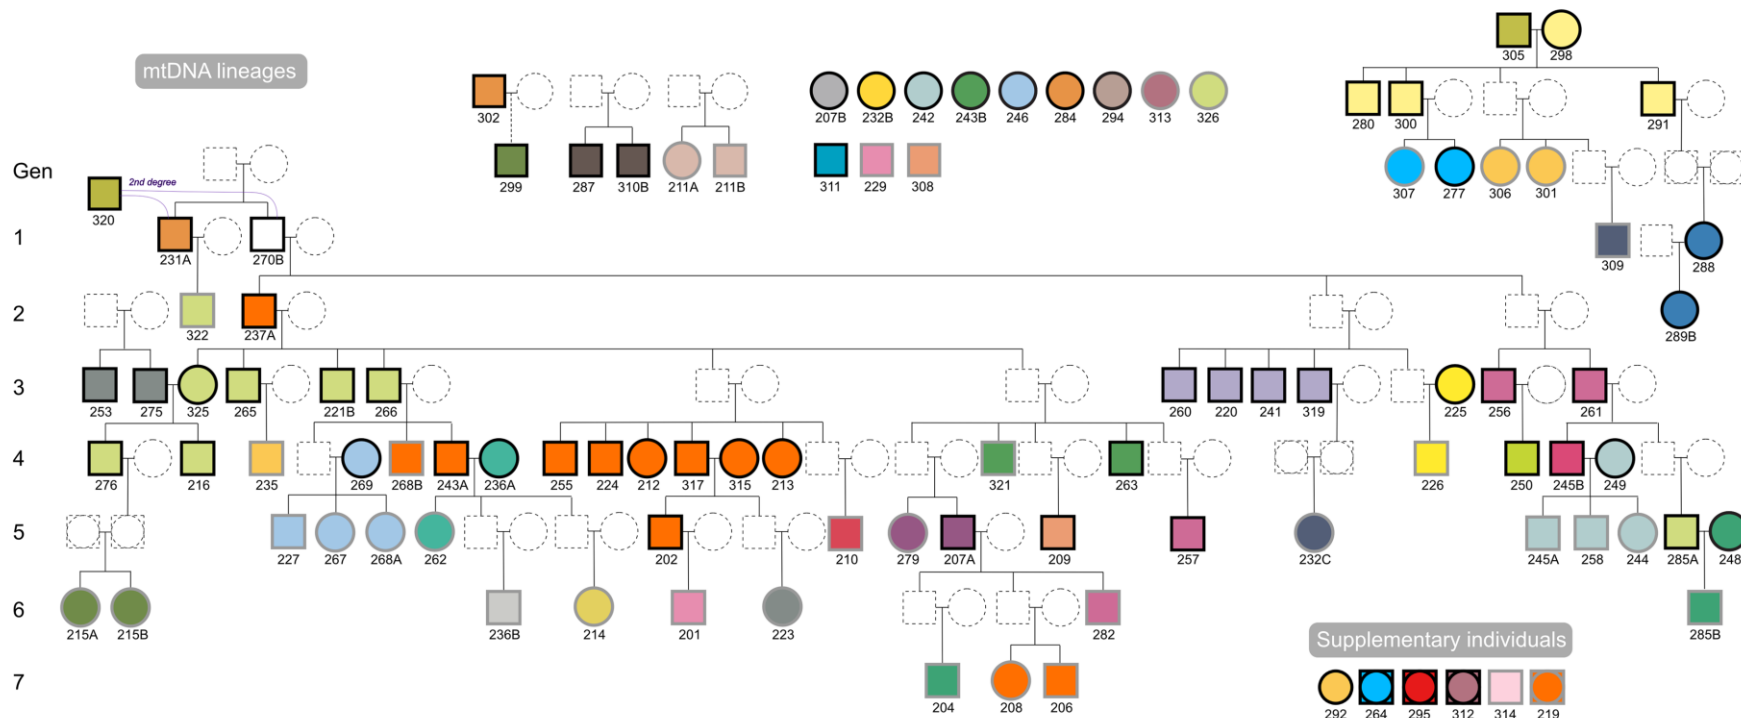 305 298
mtDNA lineages
302 207B 232B 242 243B 246 284 294 313 326 280 300 291
Gen
2nd degree
299 287 310B 211A 211B 311 229 308 307 277 306 301
320
1
231A 270B 309 288
2
322 237A 289B
3
253 275 325 265 221B 266 260 220 241 319 225 256 261
4
276 216 235 269 268B 243A 236A 255 224 212 317 315 213 321 263 226 250 245B 249
5
227 267 268A 262 202 210 279 207A 209 257 232C 245A 258 244 285A 248
6
215A 215B 236B 214 201 223 282 285B
Supplementary individuals
7
204 208 206
292 264 295 312 314 219